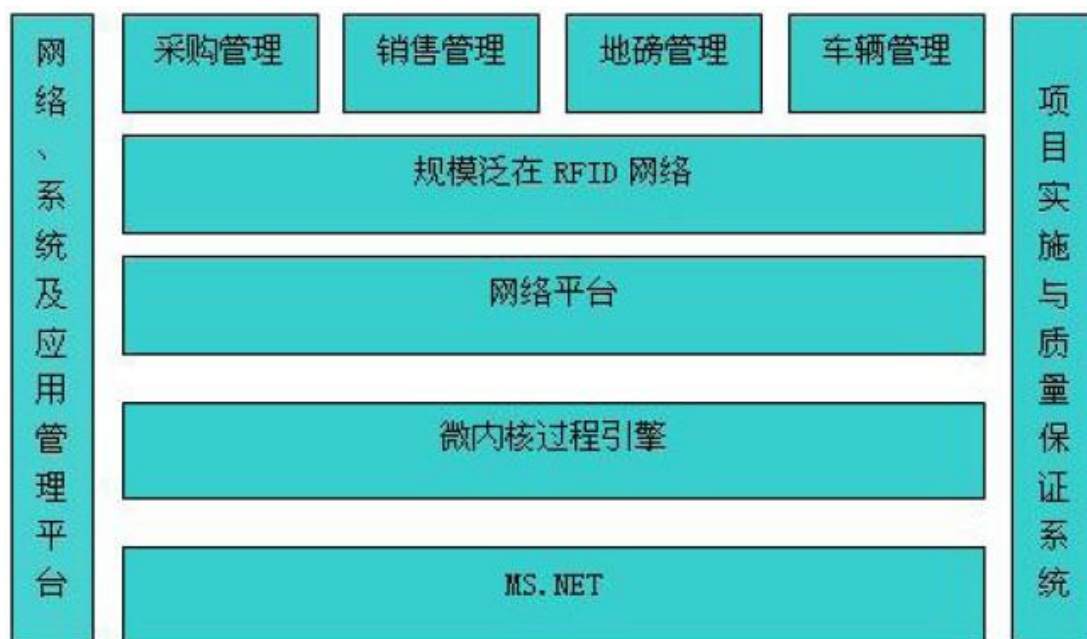 网络、系统及应用管理平台
采购管理
销售管理
地磅管理
车辆管理
规模泛在 RFID 网络
网络平台
微内核过程引擎
MS.NET
项目实施与质量保证系统